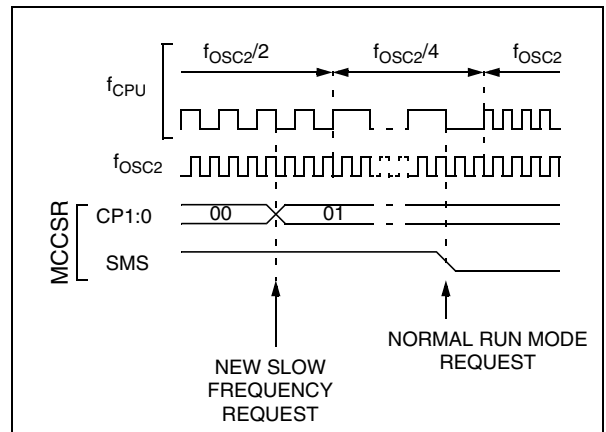 fOSC2/2 fOSC2/4 fOSC2
fCPU
fOSC2
MCCSR
CP1:0 00 01
SMS
NEW SLOW
FREQUENCY
REQUEST
NORMAL RUN MODE
REQUEST